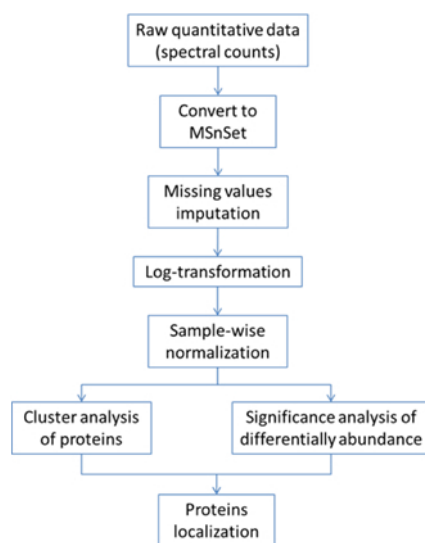 Raw quantitative data
(spectral counts)
Convert to
MSnSet
Missing values
imputation
Log-transformation
Sample-wise
normalization
Cluster analysis
of proteins
Significance analysis of
differentially abundance
Proteins
localization